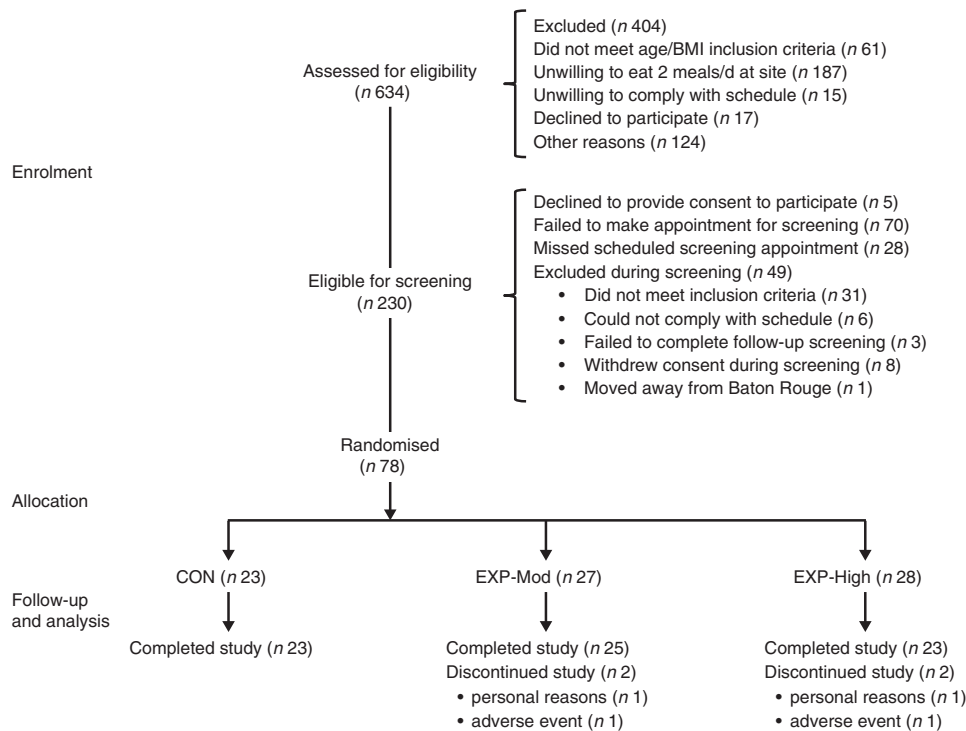 Assessed for eligibility
(n 634)
Excluded (n 404)
Did not meet age/BMI inclusion criteria (n 61)
Unwilling to eat 2 meals/d at site (n 187)
Unwilling to comply with schedule (n 15)
Declined to participate (n 17)
Other reasons (n 124)
Enrolment
Eligible for screening
(n 230)
Declined to provide consent to participate (n 5)
Failed to make appointment for screening (n 70)
Missed scheduled screening appointment (n 28)
Excluded during screening (n 49)
• Did not meet inclusion criteria (n 31)
• Could not comply with schedule (n 6)
• Failed to complete follow-up screening (n 3)
• Withdrew consent during screening (n 8)
• Moved away from Baton Rouge (n 1)
Randomised
(n 78)
Allocation
CON (n 23)
EXP-Mod (n 27)
EXP-High (n 28)
Follow-up
and analysis
Completed study (n 23)
Completed study (n 25)
Discontinued study (n 2)
• personal reasons (n 1)
• adverse event (n 1)
Completed study (n 23)
Discontinued study (n 2)
• personal reasons (n 1)
• adverse event (n 1)